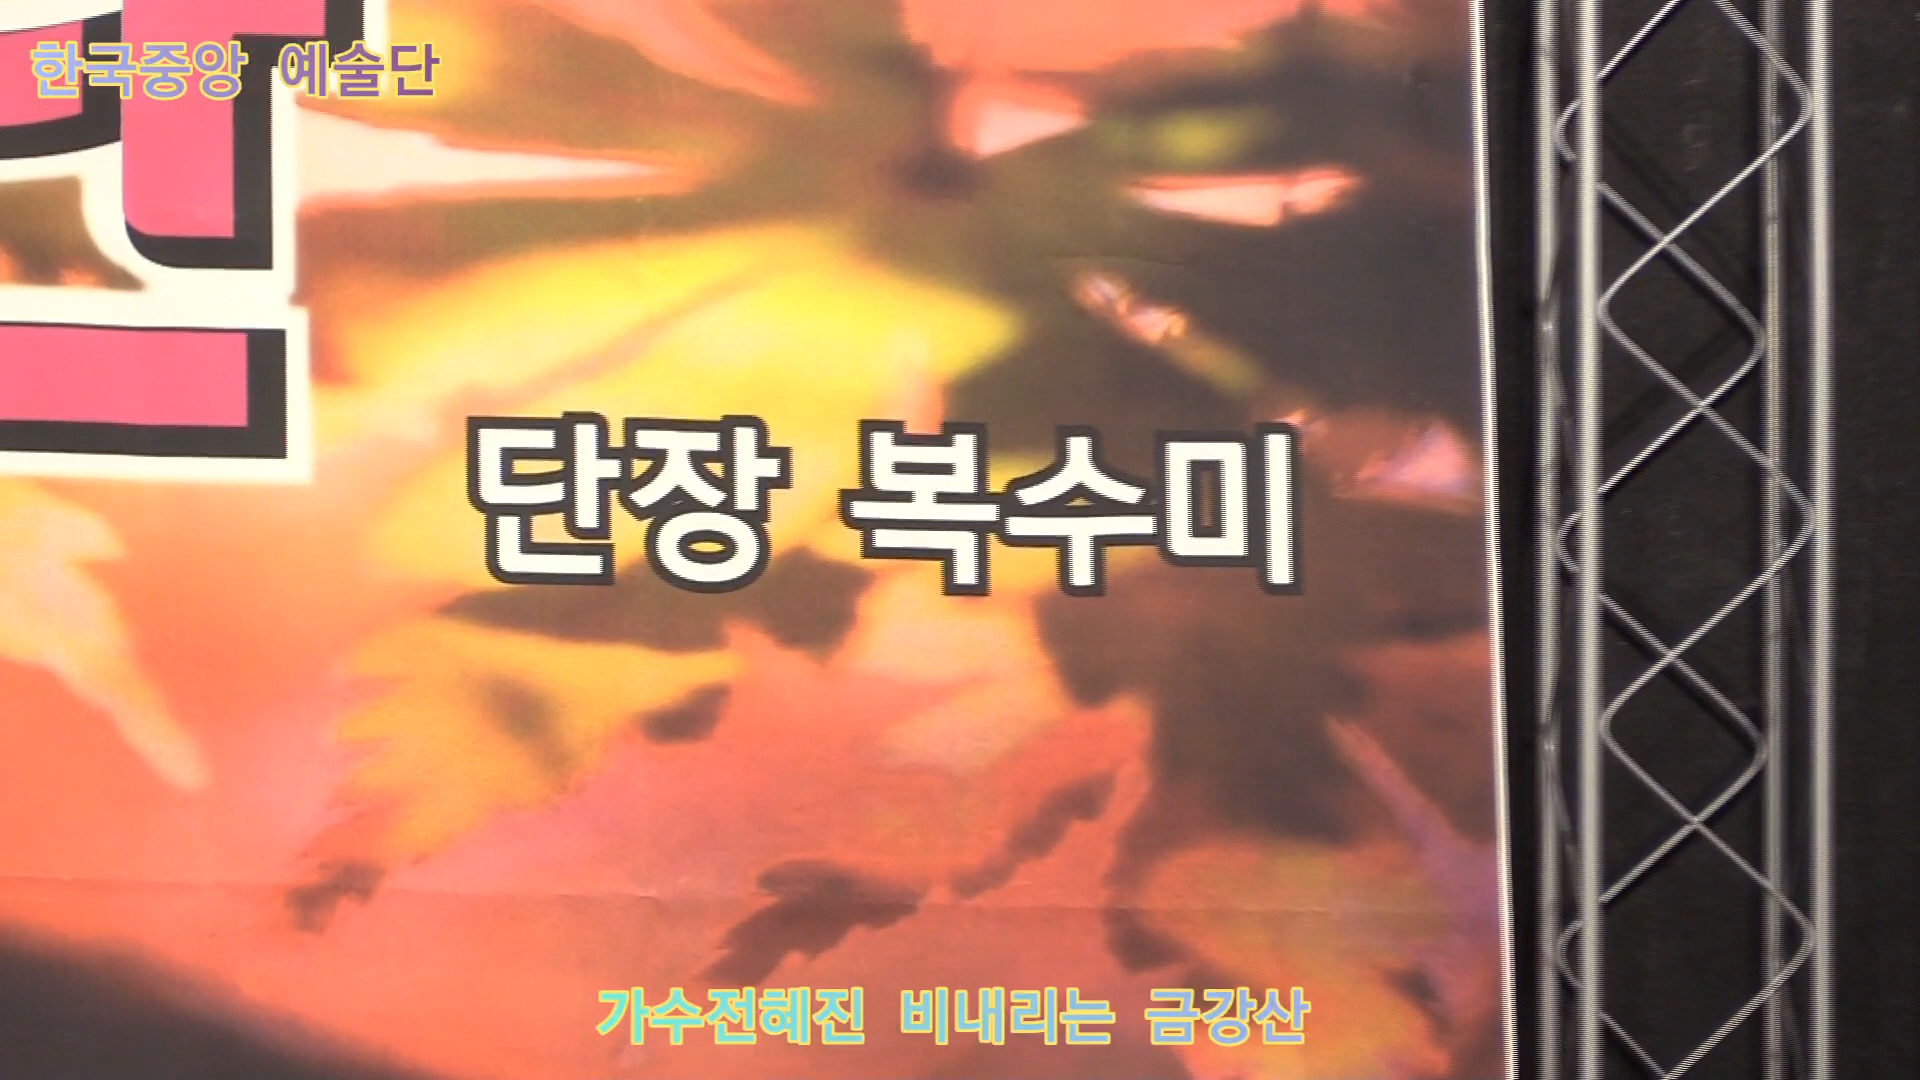 한국중앙 예술단
단장 복수미
가수전혜진 비내리는 금강산